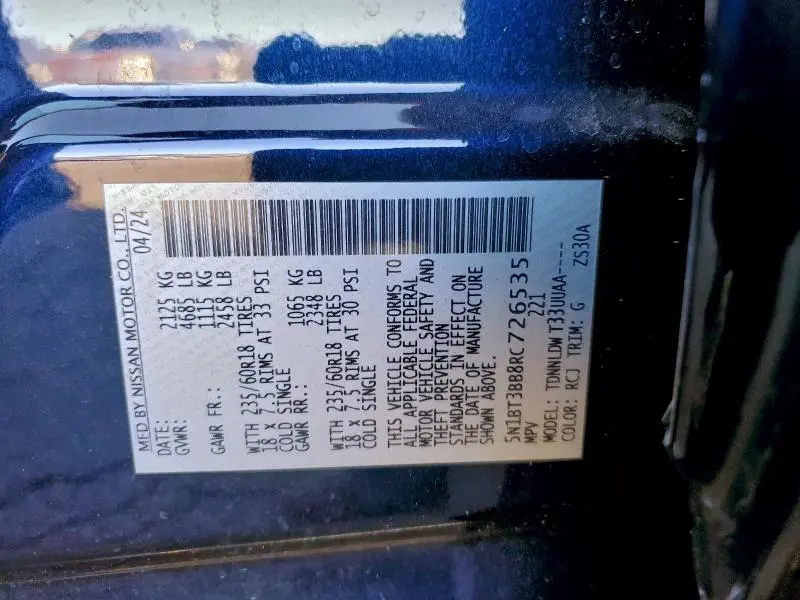 MFD BY NISSAN MOTOR CO., LTD.
DATE: 04/24
GVWR: 2125 KG
4685 LB
GAWR FR.: 1115 KG
2458 LB
WITH 235/60R18 TIRES
18 x 7.5 RIMS AT 33 PSI
COLD SINGLE
GAWR RR.: 1065 KG
2348 LB
WITH 235/60R18 TIRES
18 x 7.5 RIMS AT 30 PSI
COLD SINGLE
THIS VEHICLE CONFORMS TO
ALL APPLICABLE FEDERAL
MOTOR VEHICLE SAFETY AND
THEFT PREVENTION
STANDARDS IN EFFECT ON
THE DATE OF MANUFACTURE
SHOWN ABOVE.
5N1BT3BB8RC726535
MPV 221
MODEL: TDNNLDW T33UUAA----
COLOR: RCJ TRIM: G ZS30A